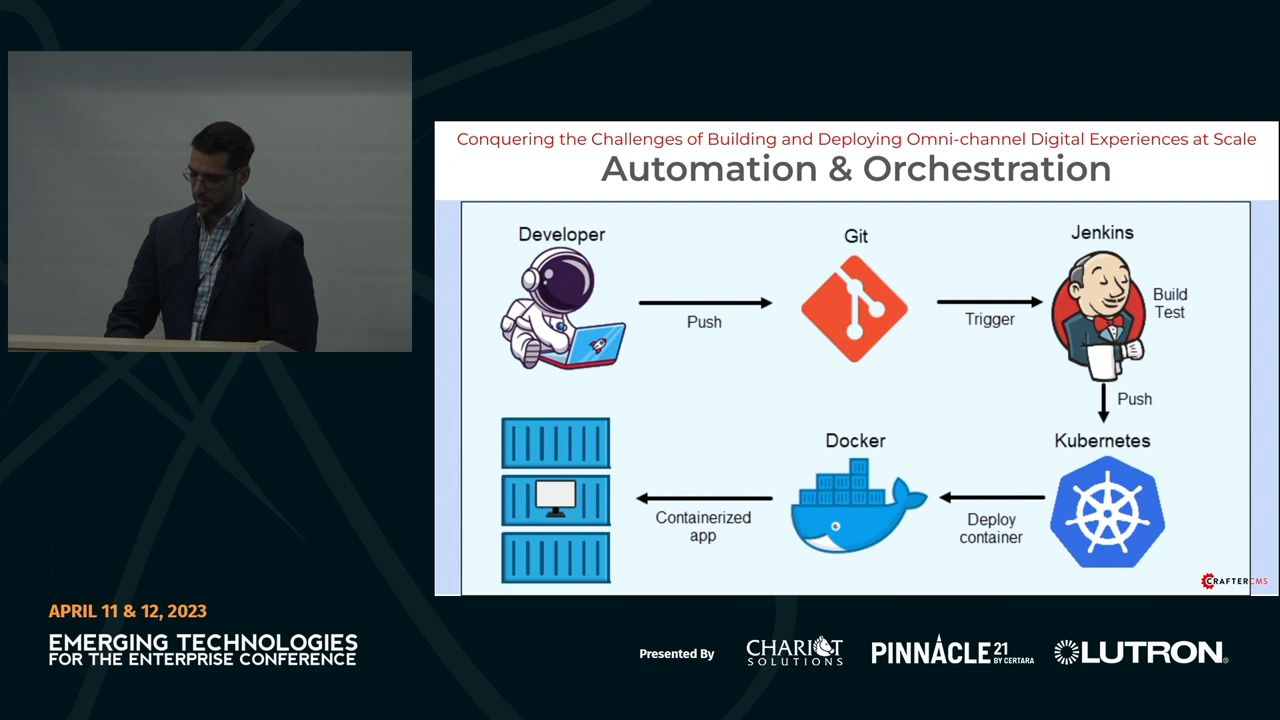 Conquering the Challenges of Building and Deploying Omni-channel Digital Experiences at Scale
Automation & Orchestration
Developer
Git
Jenkins
Push
Trigger
Build
Test
Push
Docker
Kubernetes
Containerized
app
Deploy
container
CRAFTERCMS
APRIL 11 & 12, 2023
EMERGING TECHNOLOGIES
FOR THE ENTERPRISE CONFERENCE
Presented By
CHARIOT
SOLUTIONS
PINNACLE 21
BY CERTARA
LUTRON